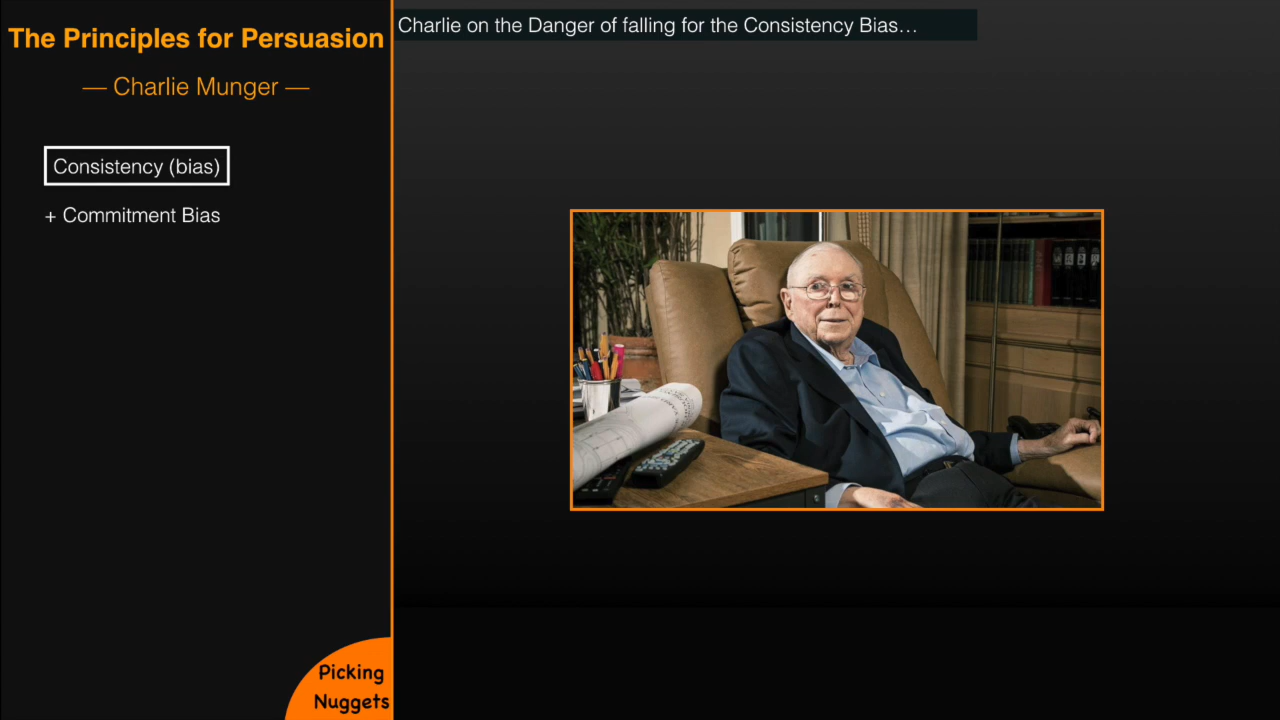 The Principles for Persuasion
— Charlie Munger —
Consistency (bias)
+ Commitment Bias
Picking
Nuggets
Charlie on the Danger of falling for the Consistency Bias…